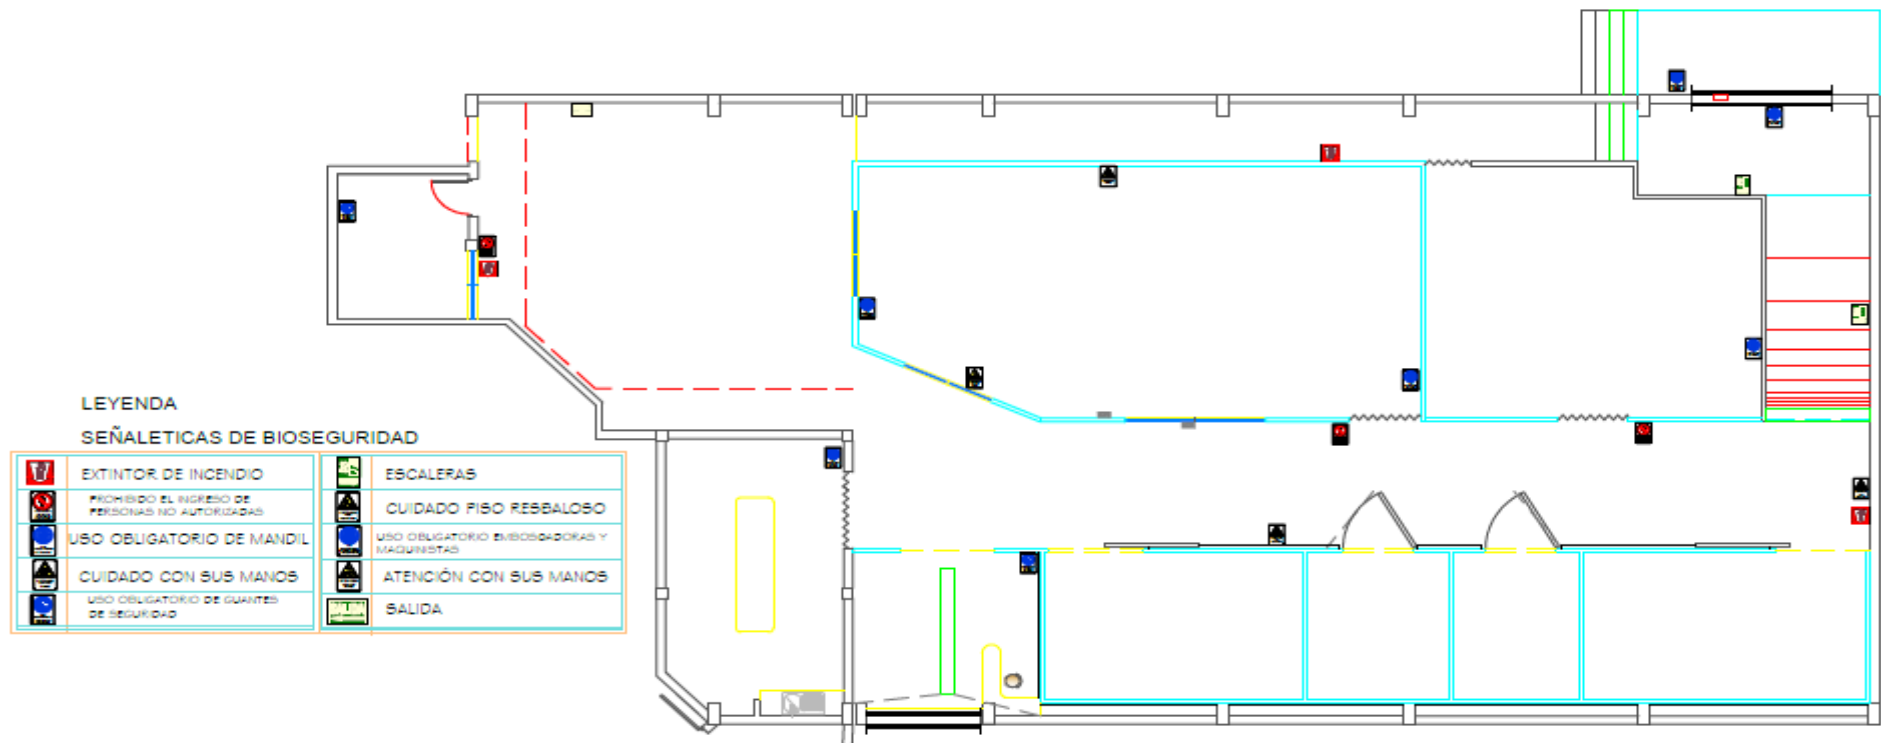 LEYENDA
SEÑALETICAS DE BIOSEGURIDAD
EXTINTOR DE INCENDIO
ESCALERAS
PROHIBIDO EL INGRESO DE
PERSONAS NO AUTORIZADAS
CUIDADO PISO RESBALOSO
USO OBLIGATORIO DE MANDIL
USO OBLIGATORIO EMBOSSADORAS Y
MAQUINISTAS
CUIDADO CON SUS MANOS
ATENCIÓN CON SUS MANOS
USO OBLIGATORIO DE GUANTES
DE SEGURIDAD
SALIDA